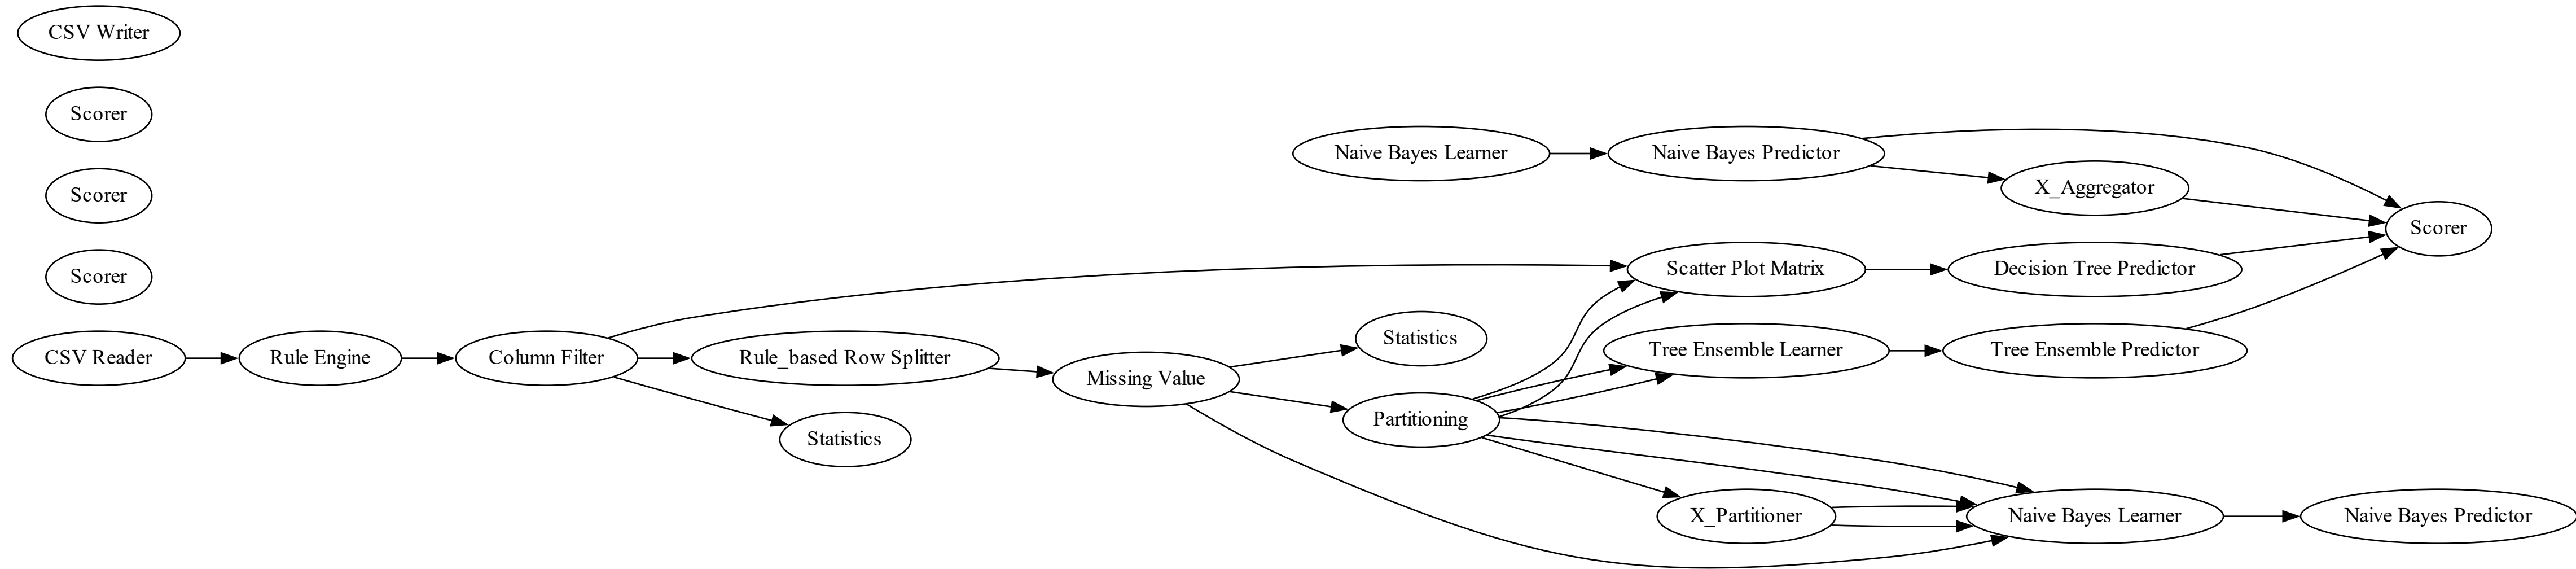 CSV Writer
Scorer
Scorer
Scorer
CSV Reader
Rule Engine
Column Filter
Rule_based Row Splitter
Statistics
Missing Value
Statistics
Partitioning
Naive Bayes Learner
Naive Bayes Predictor
X_Aggregator
Scatter Plot Matrix
Decision Tree Predictor
Scorer
Tree Ensemble Learner
Tree Ensemble Predictor
X_Partitioner
Naive Bayes Learner
Naive Bayes Predictor